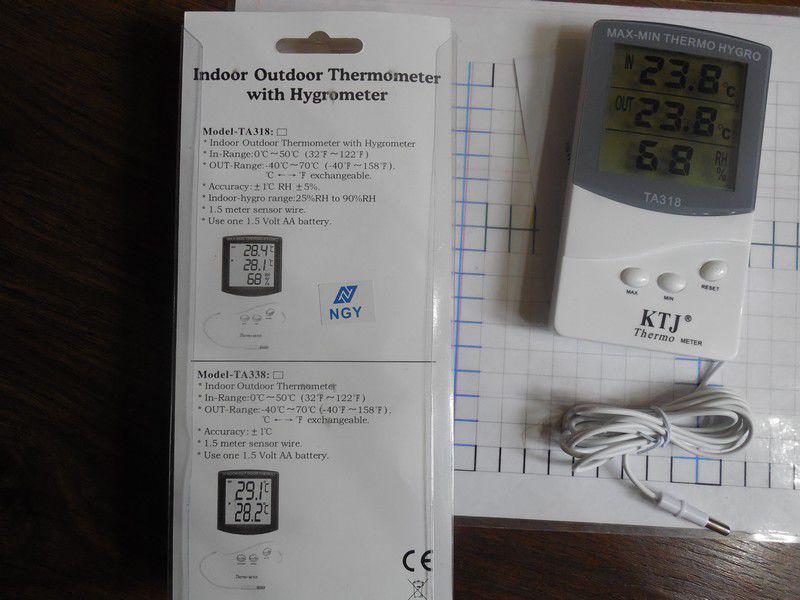 Indoor Outdoor Thermometer
with Hygrometer
Model-TA318: □
* Indoor Outdoor Thermometer with Hygrometer
* In-Range:0℃~50℃ (32℉~122℉)
* OUT-Range:-40℃~70℃ (-40℉~158℉).
℃ ←→ ℉ exchangeable.
* Accuracy:±1℃ RH ±5%.
* Indoor-hygro range:25%RH to 90%RH
* 1.5 meter sensor wire.
* Use one 1.5 Volt AA battery.
MAX-MIN THERMO HYGRO
28.4℃
28.1℃
68
NGY
Model-TA338: □
* Indoor Outdoor Thermometer
* In-Range:0℃~50℃ (32℉~122℉)
* OUT-Range:-40℃~70℃ (-40℉~158℉).
℃ ←→ ℉ exchangeable.
* Accuracy:±1℃
* 1.5 meter sensor wire.
* Use one 1.5 Volt AA battery.
29.1℃
28.2℃
CE
MAX-MIN THERMO HYGRO
IN 23.8℃
OUT 23.8℃
68 RH %
TA318
MAX MIN RESET
KTJ®
Thermo METER